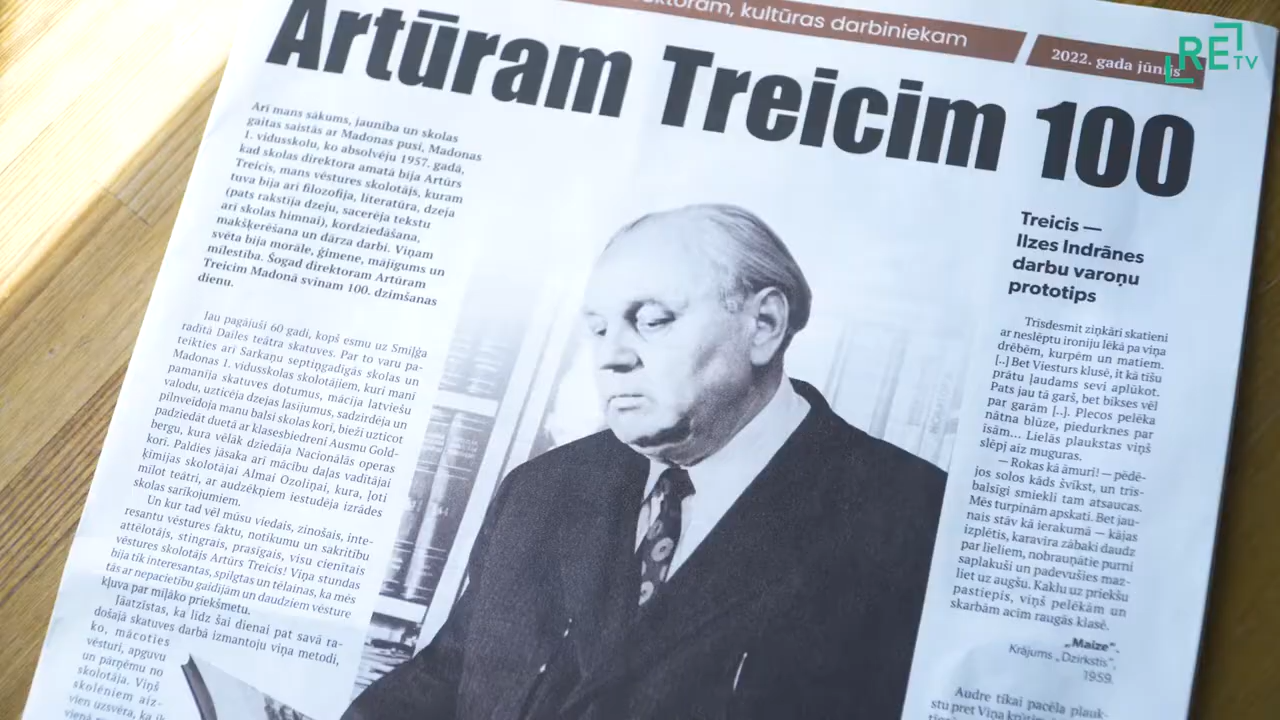 kultūras darbiniekam
2022. gada jūnijs
RE TV
Artūram Treicim 100
Arī mans sākums, jaunība un skolas
gaitas saistās ar Madonas pusi, Madonas
1. vidusskolu, ko absolvēju 1957. gadā,
kad skolas direktora amatā bija Artūrs
Treicis, mans vēstures skolotājs, kuram
tuva bija arī filozofija, literatūra, dzeja
(pats rakstīja dzeju, sacerēja tekstu
arī skolas himnai), kordziedāšana,
makšķerēšana un dārza darbi. Viņam
svēta bija morāle, ģimene, mājīgums un
mīlestība. Šogad direktoram Artūram
Treicim Madonā svinam 100. dzimšanas
dienu.
Jau pagājuši 60 gadi, kopš esmu uz Smiļģa
radītā Dailes teātra skatuves. Par to varu pa-
teikties arī Sarkaņu septiņgadīgās skolas un
Madonas 1. vidusskolas skolotājiem, kuri mani
pamanīja skatuves dotumus, mācīja latviešu
valodu, uzticēja dzejas lasījumus, sadzirdēja un
pilnveidoja manu balsi skolas korī, bieži uzticot
padziedāt duetā ar klasesbiedreni Ausmu Gold-
bergu, kura vēlāk dziedāja Nacionālās operas
korī. Paldies jāsaka arī mācību daļas vadītājai
ķīmijas skolotājai Almai Ozoliņai, kura, ļoti
mīlot teātri, ar audzēkņiem iestudēja izrādes
skolas sarīkojumiem.
Un kur tad vēl mūsu viedais, zinošais, inte-
resantu vēstures faktu, notikumu un sakritību
attēlotājs, stingrais, prasīgais, visu cienītais
vēstures skolotājs Artūrs Treicis! Viņa stundas
bija tik interesantas, spilgtas un tēlainas, ka mēs
tās ar nepacietību gaidījām un daudziem vēsture
kļuva par mīļāko priekšmetu.
Jāatzīstas, ka līdz šai dienai pat savā ra-
došajā skatuves darbā izmantoju viņa metodi,
ko, mācoties
vēsturi, apguvu
un pārņēmu no
skolotāja. Viņš
skolēniem aiz-
vien uzsvēra, ka ik
Treicis —
Ilzes Indrānes
darbu varoņu
prototips
Trīsdesmit ziņkāri skatieni
ar neslēptu ironiju lēkā pa viņa
drēbēm, kurpēm un matiem.
[..] Bet Viesturs klusē, it kā tīšu
prātu ļaudams sevi aplūkot.
Pats jau tā garš, bet bikses vēl
par garām [..]. Plecos pelēka
nātna blūze, piedurknes par
īsām... Lielās plaukstas viņš
slēpj aiz muguras.
— Rokas kā āmuri! — pēdē-
jos solos kāds švīkst, un trīs-
balsīgi smiekli tam atsaucas.
Mēs turpinām apskati. Bet jau-
nais stāv kā ierakumā — kājas
izplētis, karavīra zābaki daudz
par lieliem, nobraunātie purni
saplakuši un padevušies maz-
liet uz augšu. Kaklu uz priekšu
pastiepis, viņš pelēkām un
skarbām acīm raugās klasē.
„Maize”.
Krājums „Dzirkstis”,
1959.
Audre tikai pacēla plauk-
stu pret Viņa